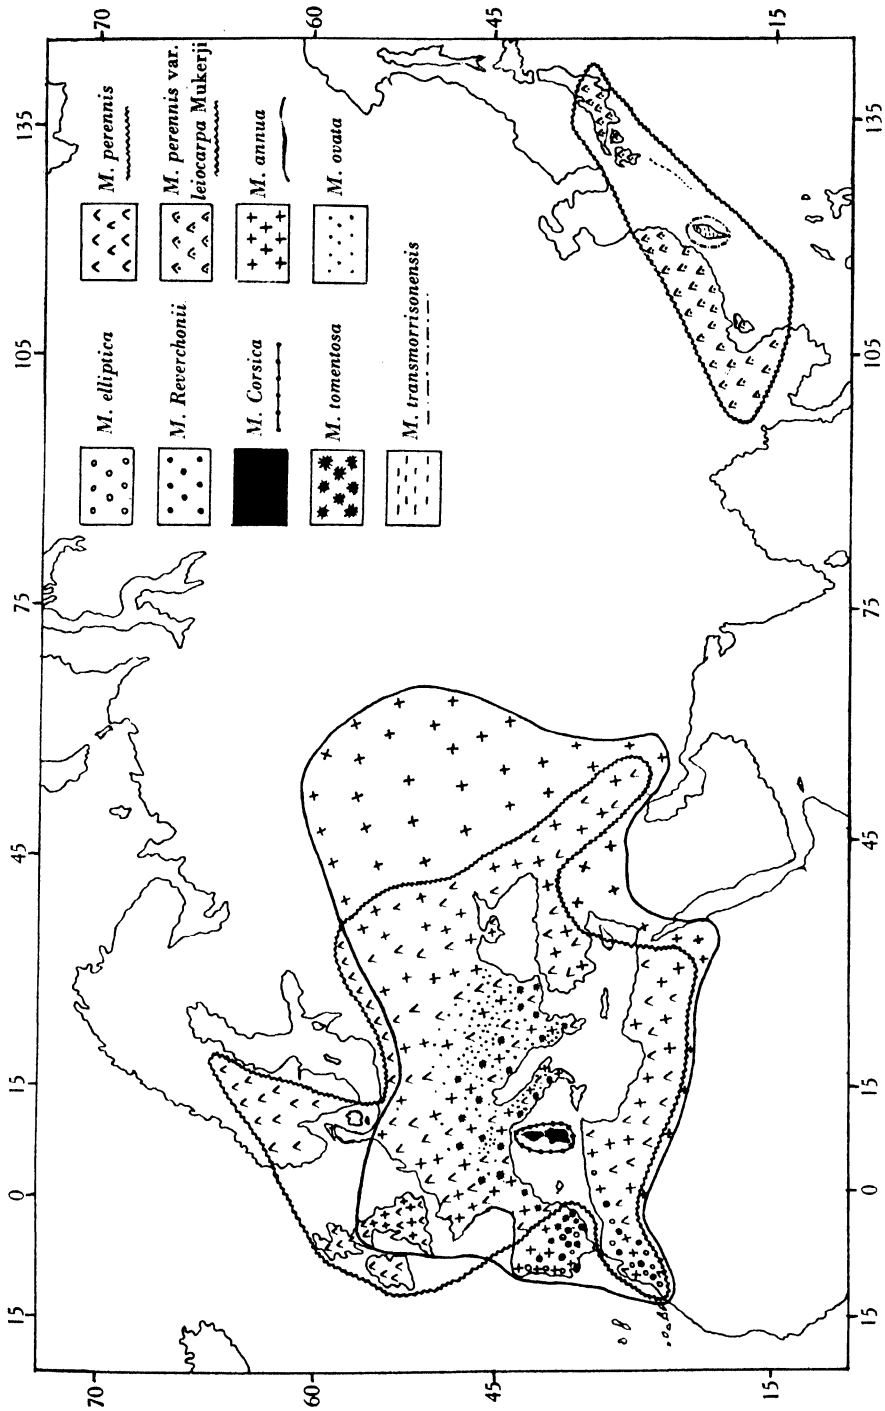 15 0 15 45 75 105 135
70 70
M. elliptica M. perennis
M. Reverchonii M. perennis var.
leiocarpa Mukerji
M. Corsica M. annua
60 60
M. tomentosa M. ovata
M. transmorrisonensis
45 45
15 15
15 0 15 45 75 105 135